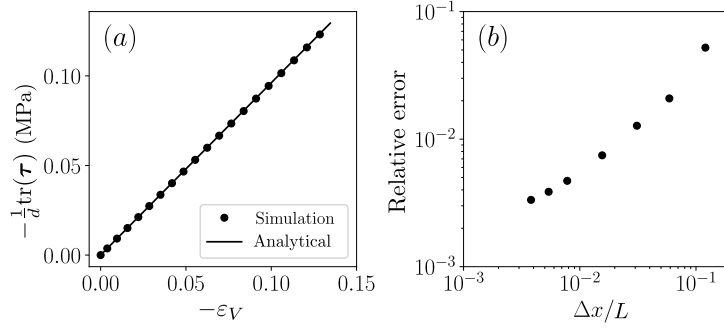 (a)
0.10
0.05
0.00
−1/d tr(τ) (MPa)
Simulation
Analytical
0.00 0.05 0.10 0.15
−ε_V
(b)
10⁻¹
10⁻²
10⁻³
Relative error
10⁻³ 10⁻² 10⁻¹
Δx/L